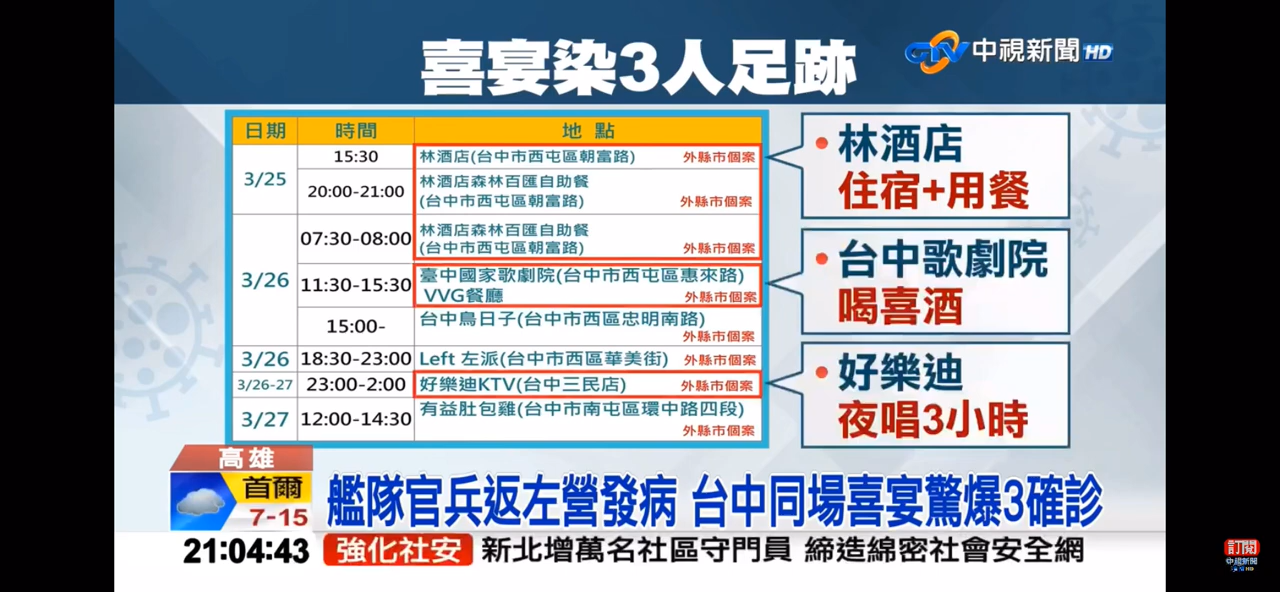 喜宴染3人足跡
CTV 中視新聞 HD
日期 時間 地點
3/25
15:30 林酒店(台中市西屯區朝富路) 外縣市個案
20:00-21:00 林酒店森林百匯自助餐
(台中市西屯區朝富路) 外縣市個案
3/26
07:30-08:00 林酒店森林百匯自助餐
(台中市西屯區朝富路) 外縣市個案
11:30-15:30 臺中國家歌劇院(台中市西屯區惠來路)
VVG餐廳 外縣市個案
15:00- 台中鳥日子(台中市西區忠明南路)
外縣市個案
3/26 18:30-23:00 Left 左派(台中市西區華美街) 外縣市個案
3/26-27 23:00-2:00 好樂迪KTV(台中三民店) 外縣市個案
3/27 12:00-14:30 有益肚包雞(台中市南屯區環中路四段)
外縣市個案
•林酒店
住宿+用餐
•台中歌劇院
喝喜酒
•好樂迪
夜唱3小時
高雄
首爾
7-15
艦隊官兵返左營發病 台中同場喜宴驚爆3確診
21:04:43 強化社安 新北增萬名社區守門員 締造綿密社會安全網
訂閱
中視新聞
HD